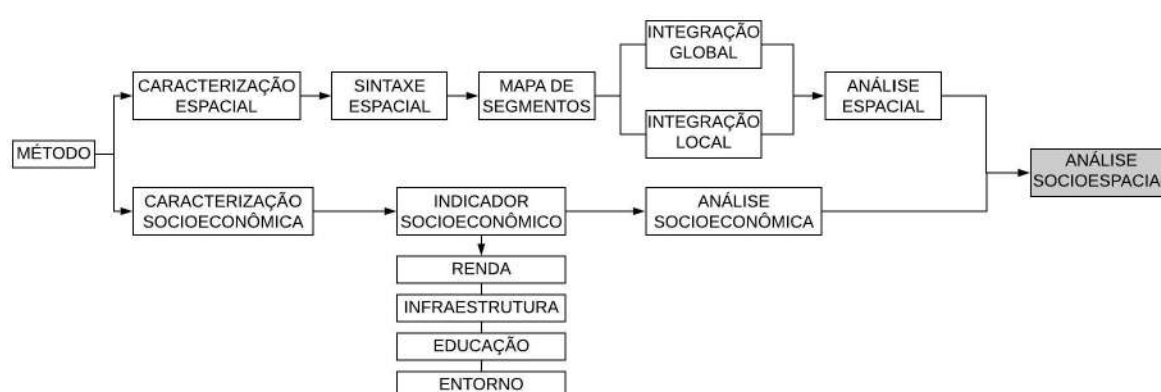 MÉTODO
CARACTERIZAÇÃO
ESPACIAL
SINTAXE
ESPACIAL
MAPA DE
SEGMENTOS
INTEGRAÇÃO
GLOBAL
INTEGRAÇÃO
LOCAL
ANÁLISE
ESPACIAL
CARACTERIZAÇÃO
SOCIOECONÔMICA
INDICADOR
SOCIOECONÔMICO
RENDA
INFRAESTRUTURA
EDUCAÇÃO
ENTORNO
ANÁLISE
SOCIOECONÔMICA
ANÁLISE
SOCIOESPACIA